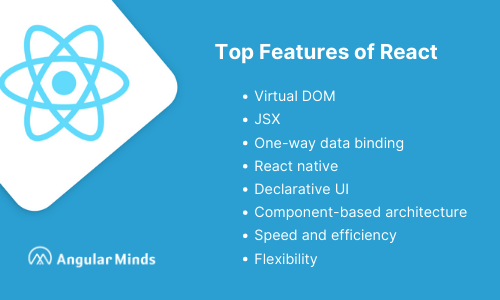 Top Features of React
• Virtual DOM
• JSX
• One-way data binding
• React native
• Declarative UI
• Component-based architecture
• Speed and efficiency
• Flexibility
Angular Minds